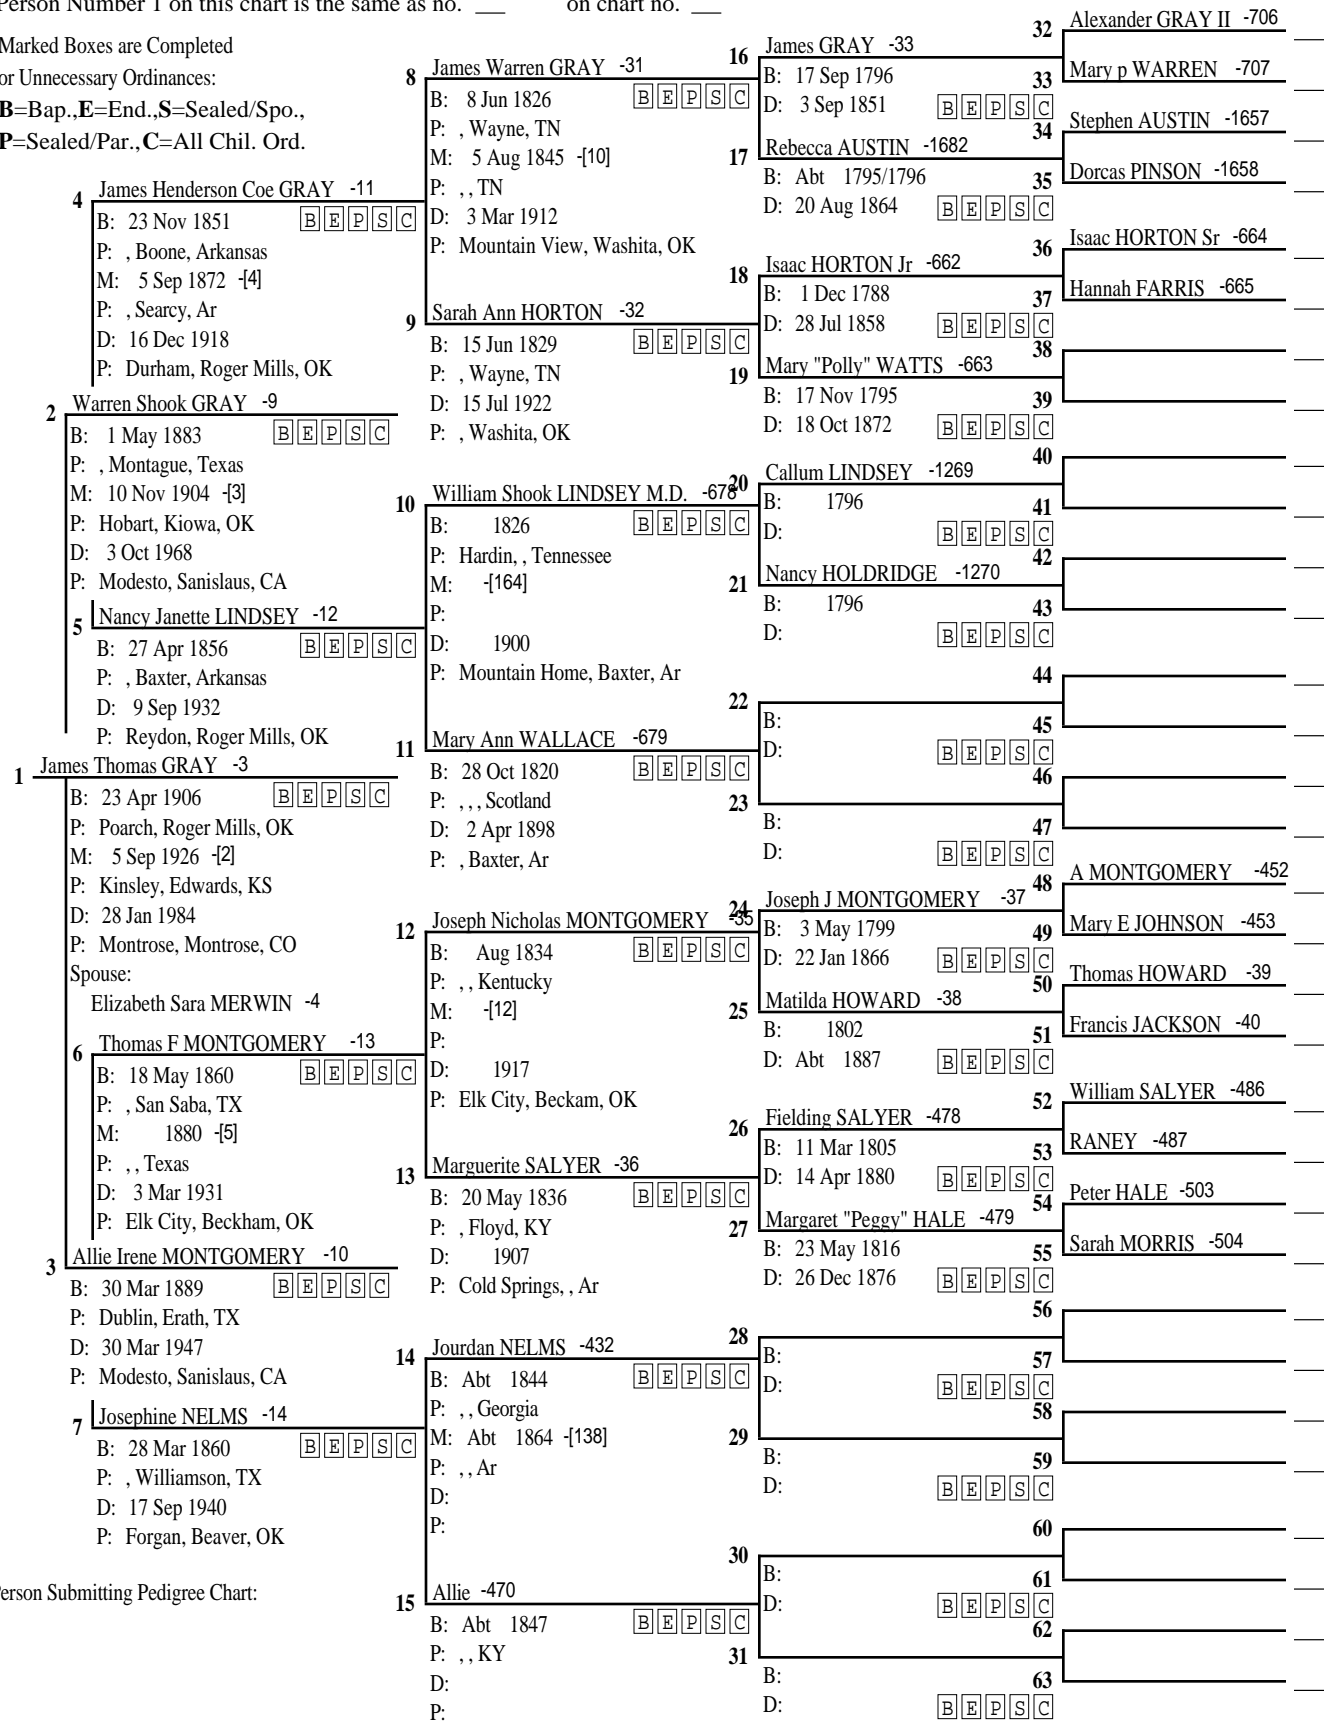 Person Number 1 on this chart is the same as no. ___ on chart no. ___
Marked Boxes are Completed
or Unnecessary Ordinances:
B=Bap.,E=End.,S=Sealed/Spo.,
P=Sealed/Par.,C=All Chil. Ord.
1 James Thomas GRAY -3
B: 23 Apr 1906 B E P S C
P: Poarch, Roger Mills, OK
M: 5 Sep 1926 -[2]
P: Kinsley, Edwards, KS
D: 28 Jan 1984
P: Montrose, Montrose, CO
Spouse:
Elizabeth Sara MERWIN -4
2 Warren Shook GRAY -9
B: 1 May 1883 B E P S C
P: , Montague, Texas
M: 10 Nov 1904 -[3]
P: Hobart, Kiowa, OK
D: 3 Oct 1968
P: Modesto, Sanislaus, CA
3 Allie Irene MONTGOMERY -10
B: 30 Mar 1889 B E P S C
P: Dublin, Erath, TX
D: 30 Mar 1947
P: Modesto, Sanislaus, CA
4 James Henderson Coe GRAY -11
B: 23 Nov 1851 B E P S C
P: , Boone, Arkansas
M: 5 Sep 1872 -[4]
P: , Searcy, Ar
D: 16 Dec 1918
P: Durham, Roger Mills, OK
5 Nancy Janette LINDSEY -12
B: 27 Apr 1856 B E P S C
P: , Baxter, Arkansas
D: 9 Sep 1932
P: Reydon, Roger Mills, OK
6 Thomas F MONTGOMERY -13
B: 18 May 1860 B E P S C
P: , San Saba, TX
M: 1880 -[5]
P: , , Texas
D: 3 Mar 1931
P: Elk City, Beckham, OK
7 Josephine NELMS -14
B: 28 Mar 1860 B E P S C
P: , Williamson, TX
D: 17 Sep 1940
P: Forgan, Beaver, OK
Person Submitting Pedigree Chart:
8 James Warren GRAY -31
B: 8 Jun 1826 B E P S C
P: , Wayne, TN
M: 5 Aug 1845 -[10]
P: , , TN
D: 3 Mar 1912
P: Mountain View, Washita, OK
9 Sarah Ann HORTON -32
B: 15 Jun 1829 B E P S C
P: , Wayne, TN
D: 15 Jul 1922
P: , Washita, OK
10 William Shook LINDSEY M.D. -678
B: 1826 B E P S C
P: Hardin, , Tennessee
M: -[164]
P:
D: 1900
P: Mountain Home, Baxter, Ar
11 Mary Ann WALLACE -679
B: 28 Oct 1820 B E P S C
P: , , , Scotland
D: 2 Apr 1898
P: , Baxter, Ar
12 Joseph Nicholas MONTGOMERY -35
B: Aug 1834 B E P S C
P: , , Kentucky
M: -[12]
P:
D: 1917
P: Elk City, Beckam, OK
13 Marguerite SALYER -36
B: 20 May 1836 B E P S C
P: , Floyd, KY
D: 1907
P: Cold Springs, , Ar
14 Jourdan NELMS -432
B: Abt 1844 B E P S C
P: , , Georgia
M: Abt 1864 -[138]
P: , , Ar
D:
P:
15 Allie -470
B: Abt 1847 B E P S C
P: , , KY
D:
P:
16 James GRAY -33
B: 17 Sep 1796
D: 3 Sep 1851 B E P S C
17 Rebecca AUSTIN -1682
B: Abt 1795/1796
D: 20 Aug 1864 B E P S C
18 Isaac HORTON Jr -662
B: 1 Dec 1788
D: 28 Jul 1858 B E P S C
19 Mary "Polly" WATTS -663
B: 17 Nov 1795
D: 18 Oct 1872 B E P S C
20 Callum LINDSEY -1269
B: 1796
D: B E P S C
21 Nancy HOLDRIDGE -1270
B: 1796
D: B E P S C
22
B:
D: B E P S C
23
B:
D: B E P S C
24 Joseph J MONTGOMERY -37
B: 3 May 1799
D: 22 Jan 1866 B E P S C
25 Matilda HOWARD -38
B: 1802
D: Abt 1887 B E P S C
26 Fielding SALYER -478
B: 11 Mar 1805
D: 14 Apr 1880 B E P S C
27 Margaret "Peggy" HALE -479
B: 23 May 1816
D: 26 Dec 1876 B E P S C
28
B:
D: B E P S C
29
B:
D: B E P S C
30
B:
D: B E P S C
31
B:
D: B E P S C
32 Alexander GRAY II -706
33 Mary p WARREN -707
34 Stephen AUSTIN -1657
35 Dorcas PINSON -1658
36 Isaac HORTON Sr -664
37 Hannah FARRIS -665
38
39
40
41
42
43
44
45
46
47
48 A MONTGOMERY -452
49 Mary E JOHNSON -453
50 Thomas HOWARD -39
51 Francis JACKSON -40
52 William SALYER -486
53 RANEY -487
54 Peter HALE -503
55 Sarah MORRIS -504
56
57
58
59
60
61
62
63